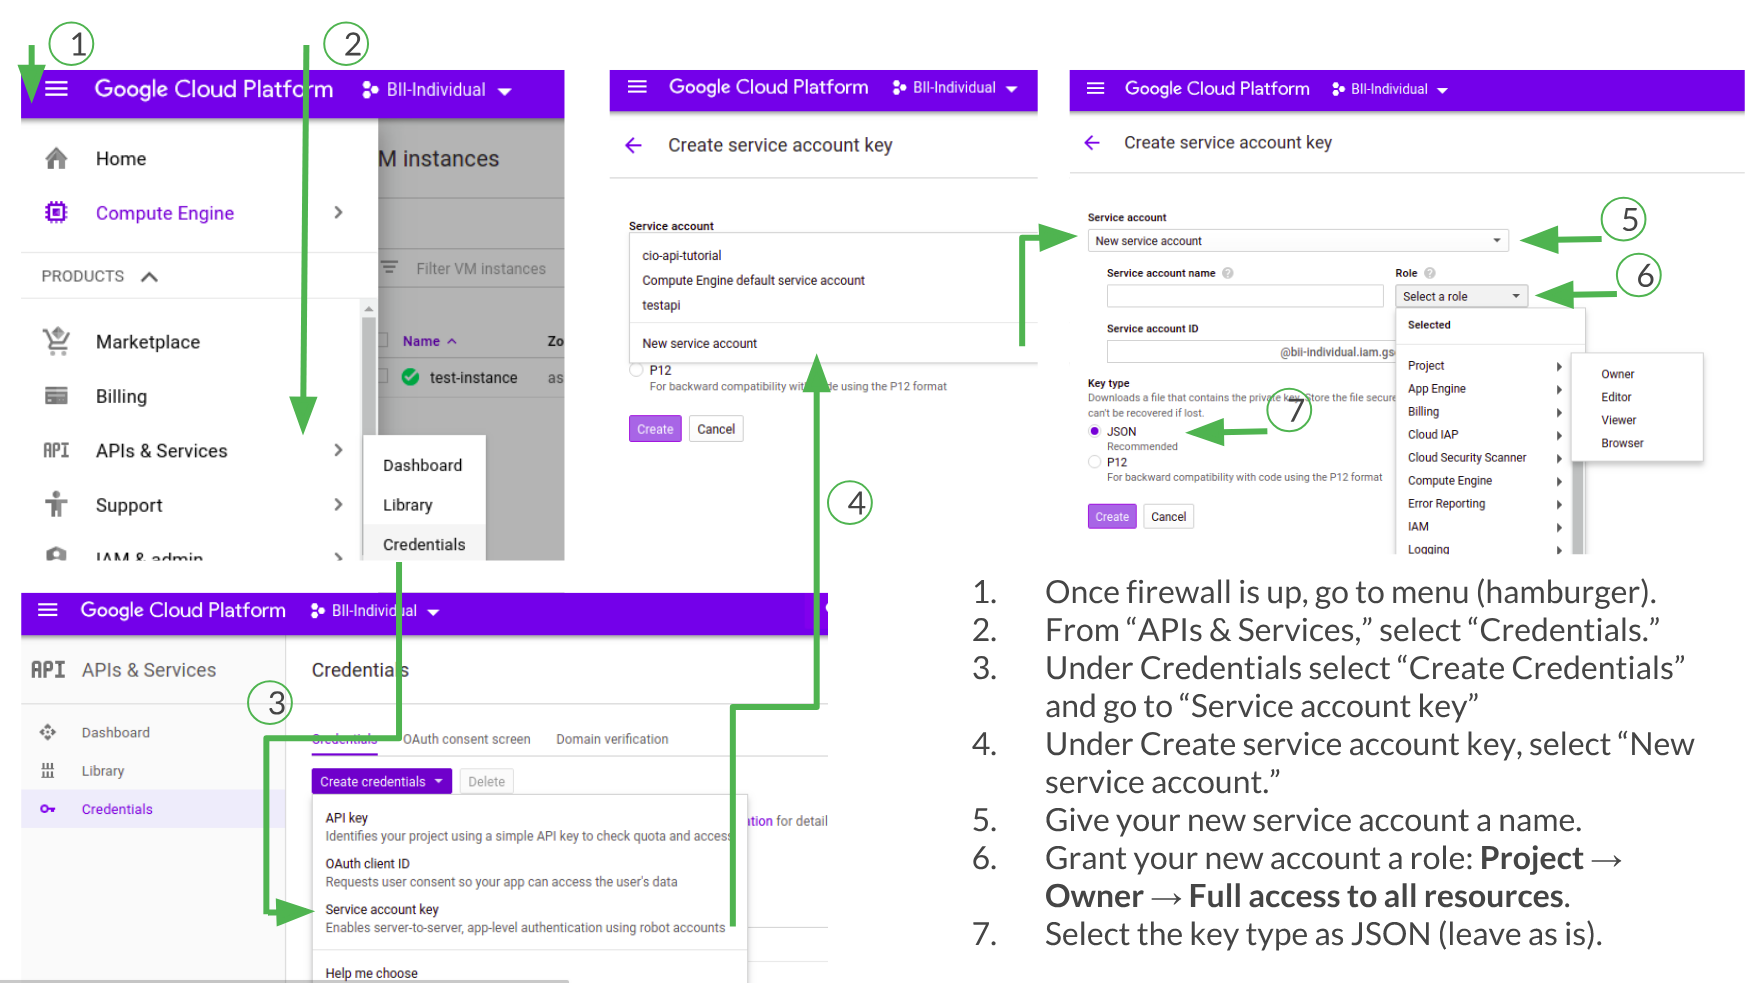 1
2
Google Cloud Platform BII-Individual
Home
M instances
Compute Engine
PRODUCTS
Filter VM instances
Marketplace
Name Zo
test-instance as
Billing
API APIs & Services
Dashboard
Support
Library
IAM & admin
Credentials
Google Cloud Platform BII-Individual
Create service account key
Service account
cio-api-tutorial
Compute Engine default service account
testapi
New service account
P12
For backward compatibility with code using the P12 format
Create Cancel
4
Google Cloud Platform BII-Individual
Create service account key
Service account
5
New service account
Service account name ? Role ?
6
Select a role
Service account ID
Selected
@bii-individual.iam.gs
Key type
Downloads a file that contains the private key. Store the file secure
can't be recovered if lost.
7
JSON
Recommended
P12
For backward compatibility with code using the P12 format
Create Cancel
Project
App Engine
Billing
Cloud IAP
Cloud Security Scanner
Compute Engine
Error Reporting
IAM
Logging
Owner
Editor
Viewer
Browser
Google Cloud Platform BII-Individual
API APIs & Services
Credentials
3
Dashboard
Library
Credentials
Credentials OAuth consent screen Domain verification
Create credentials Delete
API key
Identifies your project using a simple API key to check quota and access
ation for detail
OAuth client ID
Requests user consent so your app can access the user's data
Service account key
Enables server-to-server, app-level authentication using robot accounts
Help me choose
1. Once firewall is up, go to menu (hamburger).
2. From “APIs & Services,” select “Credentials.”
3. Under Credentials select “Create Credentials”
and go to “Service account key”
4. Under Create service account key, select “New
service account.”
5. Give your new service account a name.
6. Grant your new account a role: Project →
Owner → Full access to all resources.
7. Select the key type as JSON (leave as is).